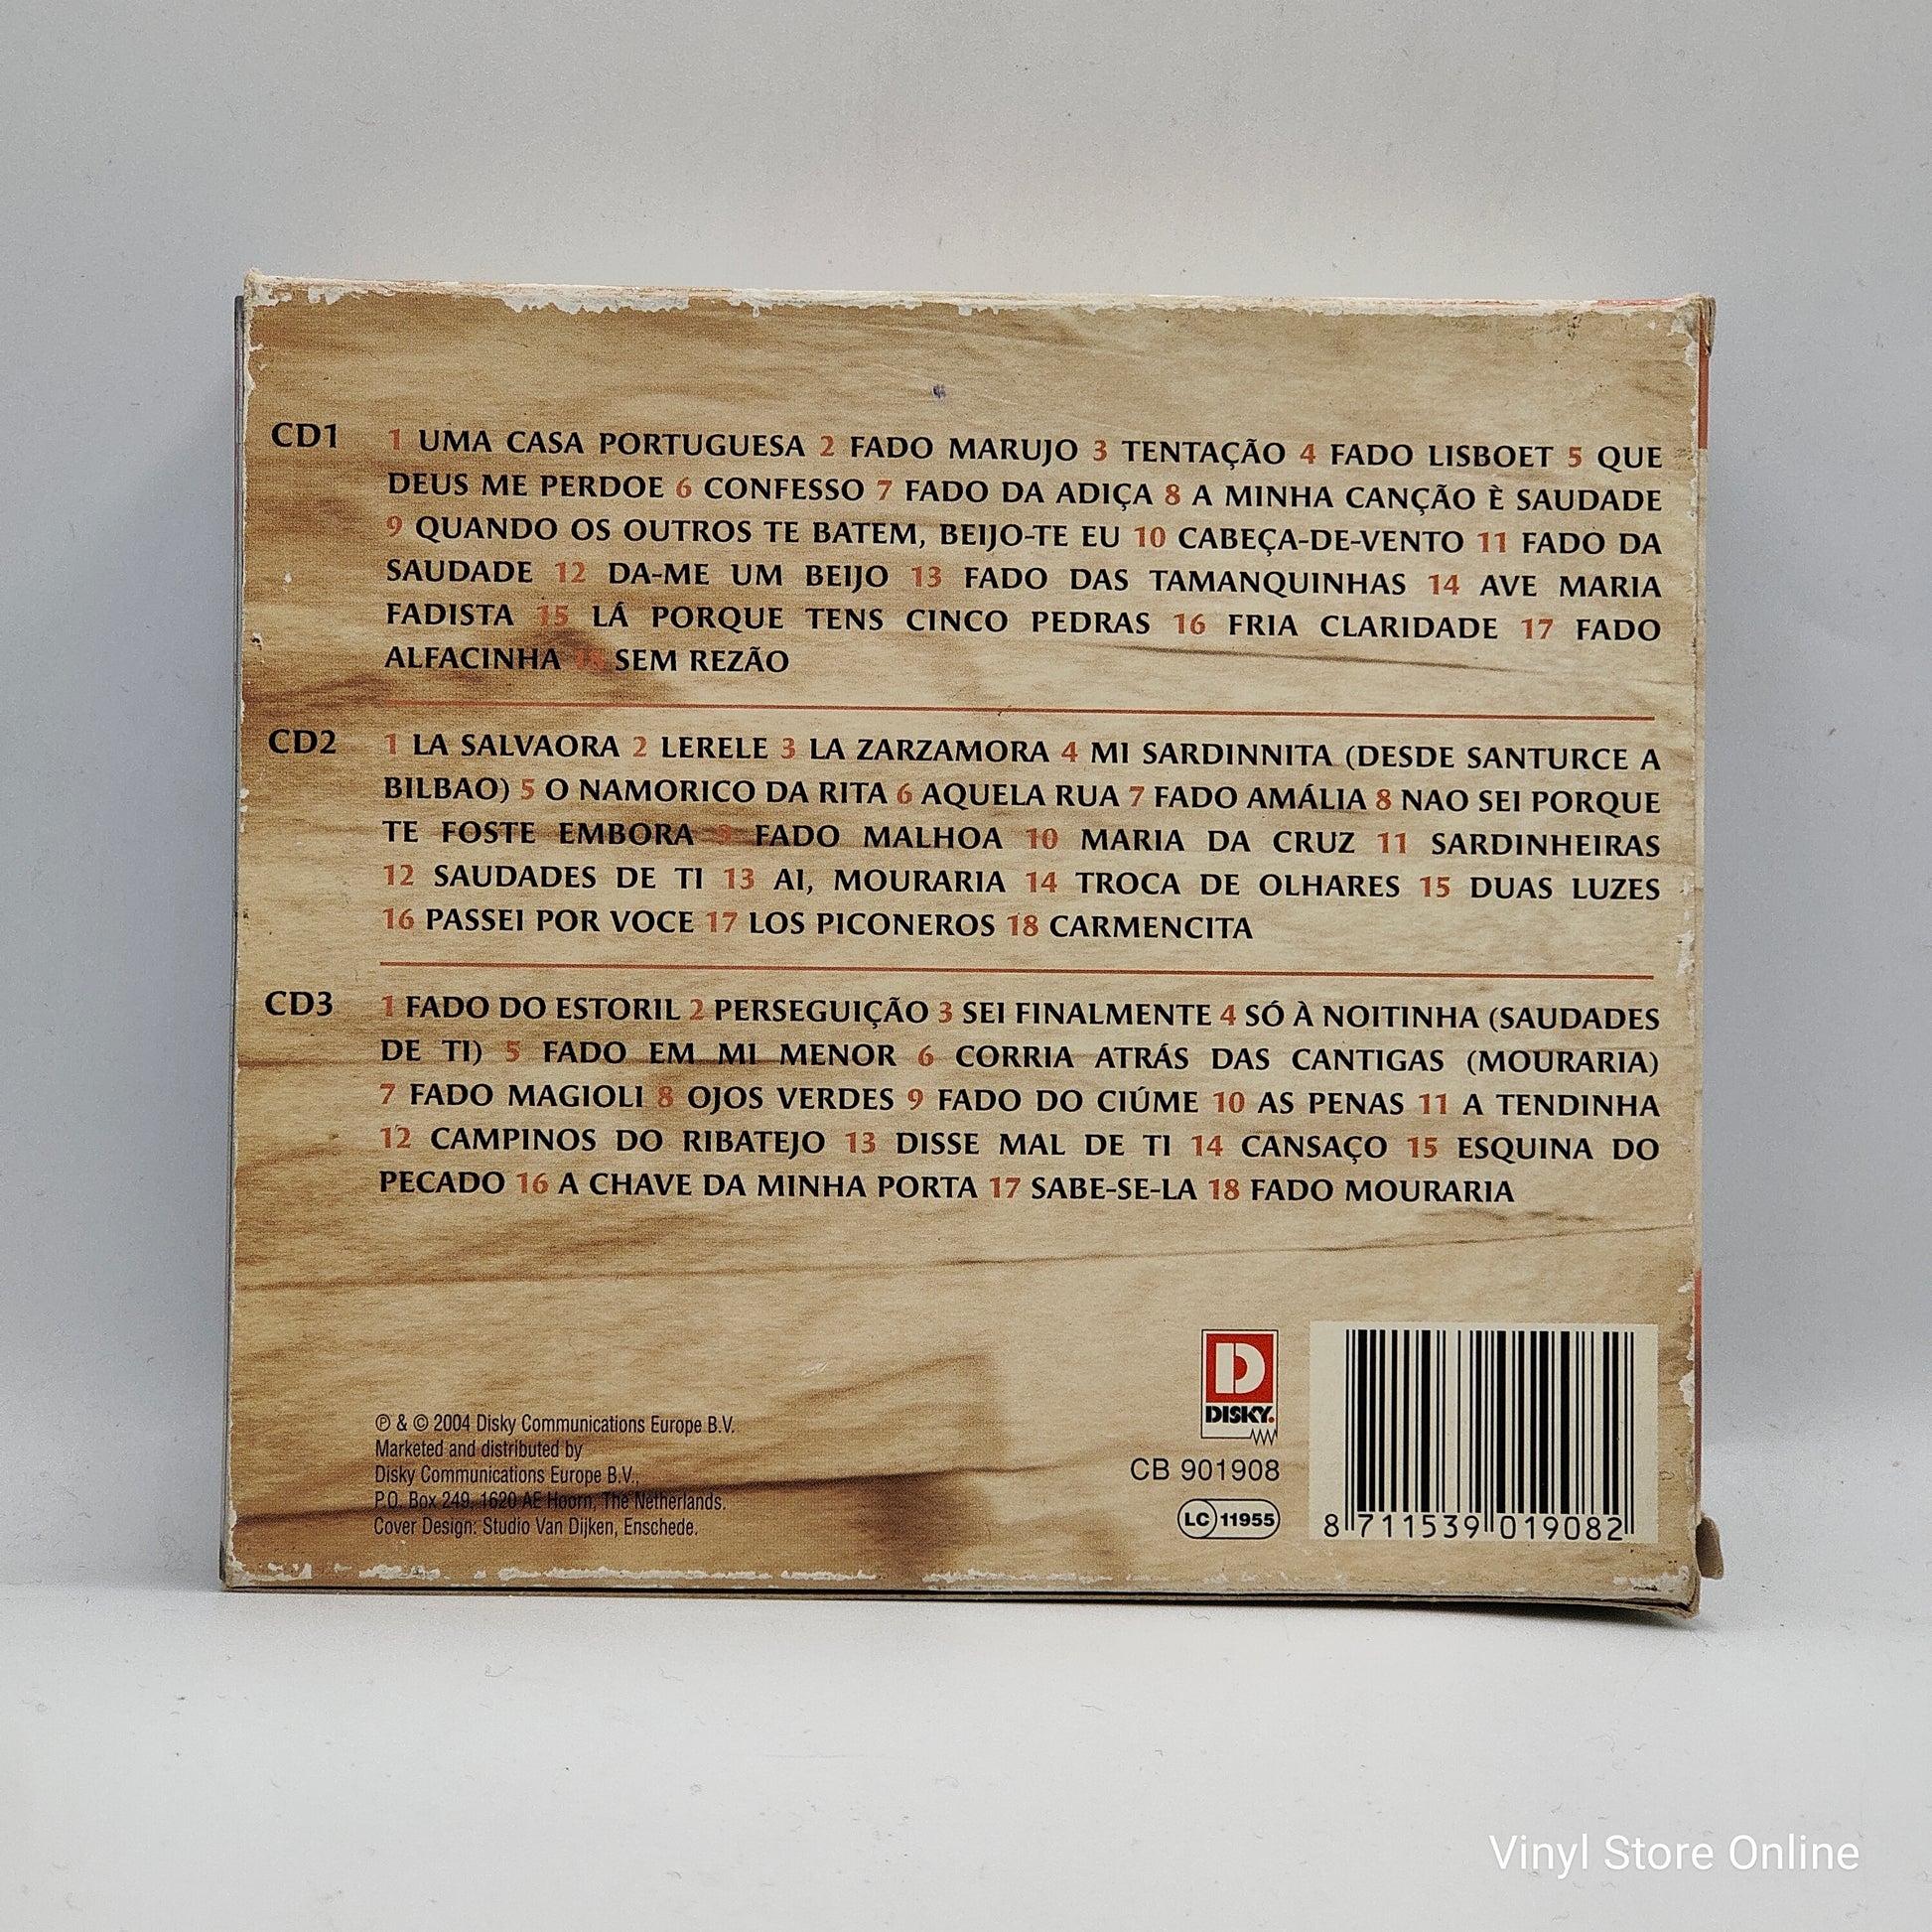 CD1 1 UMA CASA PORTUGUESA 2 FADO MARUJO 3 TENTAÇÃO 4 FADO LISBOET 5 QUE
DEUS ME PERDOE 6 CONFESSO 7 FADO DA ADIÇA 8 A MINHA CANÇÃO È SAUDADE
9 QUANDO OS OUTROS TE BATEM, BEIJO-TE EU 10 CABEÇA-DE-VENTO 11 FADO DA
SAUDADE 12 DA-ME UM BEIJO 13 FADO DAS TAMANQUINHAS 14 AVE MARIA
FADISTA 15 LÁ PORQUE TENS CINCO PEDRAS 16 FRIA CLARIDADE 17 FADO
ALFACINHA 18 SEM REZÃO
CD2 1 LA SALVAORA 2 LERELE 3 LA ZARZAMORA 4 MI SARDINNITA (DESDE SANTURCE A
BILBAO) 5 O NAMORICO DA RITA 6 AQUELA RUA 7 FADO AMÁLIA 8 NAO SEI PORQUE
TE FOSTE EMBORA 9 FADO MALHOA 10 MARIA DA CRUZ 11 SARDINHEIRAS
12 SAUDADES DE TI 13 AI, MOURARIA 14 TROCA DE OLHARES 15 DUAS LUZES
16 PASSEI POR VOCE 17 LOS PICONEROS 18 CARMENCITA
CD3 1 FADO DO ESTORIL 2 PERSEGUIÇÃO 3 SEI FINALMENTE 4 SÓ À NOITINHA (SAUDADES
DE TI) 5 FADO EM MI MENOR 6 CORRIA ATRÁS DAS CANTIGAS (MOURARIA)
7 FADO MAGIOLI 8 OJOS VERDES 9 FADO DO CIÚME 10 AS PENAS 11 A TENDINHA
12 CAMPINOS DO RIBATEJO 13 DISSE MAL DE TI 14 CANSAÇO 15 ESQUINA DO
PECADO 16 A CHAVE DA MINHA PORTA 17 SABE-SE-LA 18 FADO MOURARIA
℗ & © 2004 Disky Communications Europe B.V.
Marketed and distributed by
Disky Communications Europe B.V.,
P.O. Box 249, 1620 AE Hoorn, The Netherlands.
Cover Design: Studio Van Dijken, Enschede.
D
DISKY.
CB 901908
LC 11955
8 711539 019082
Vinyl Store Online